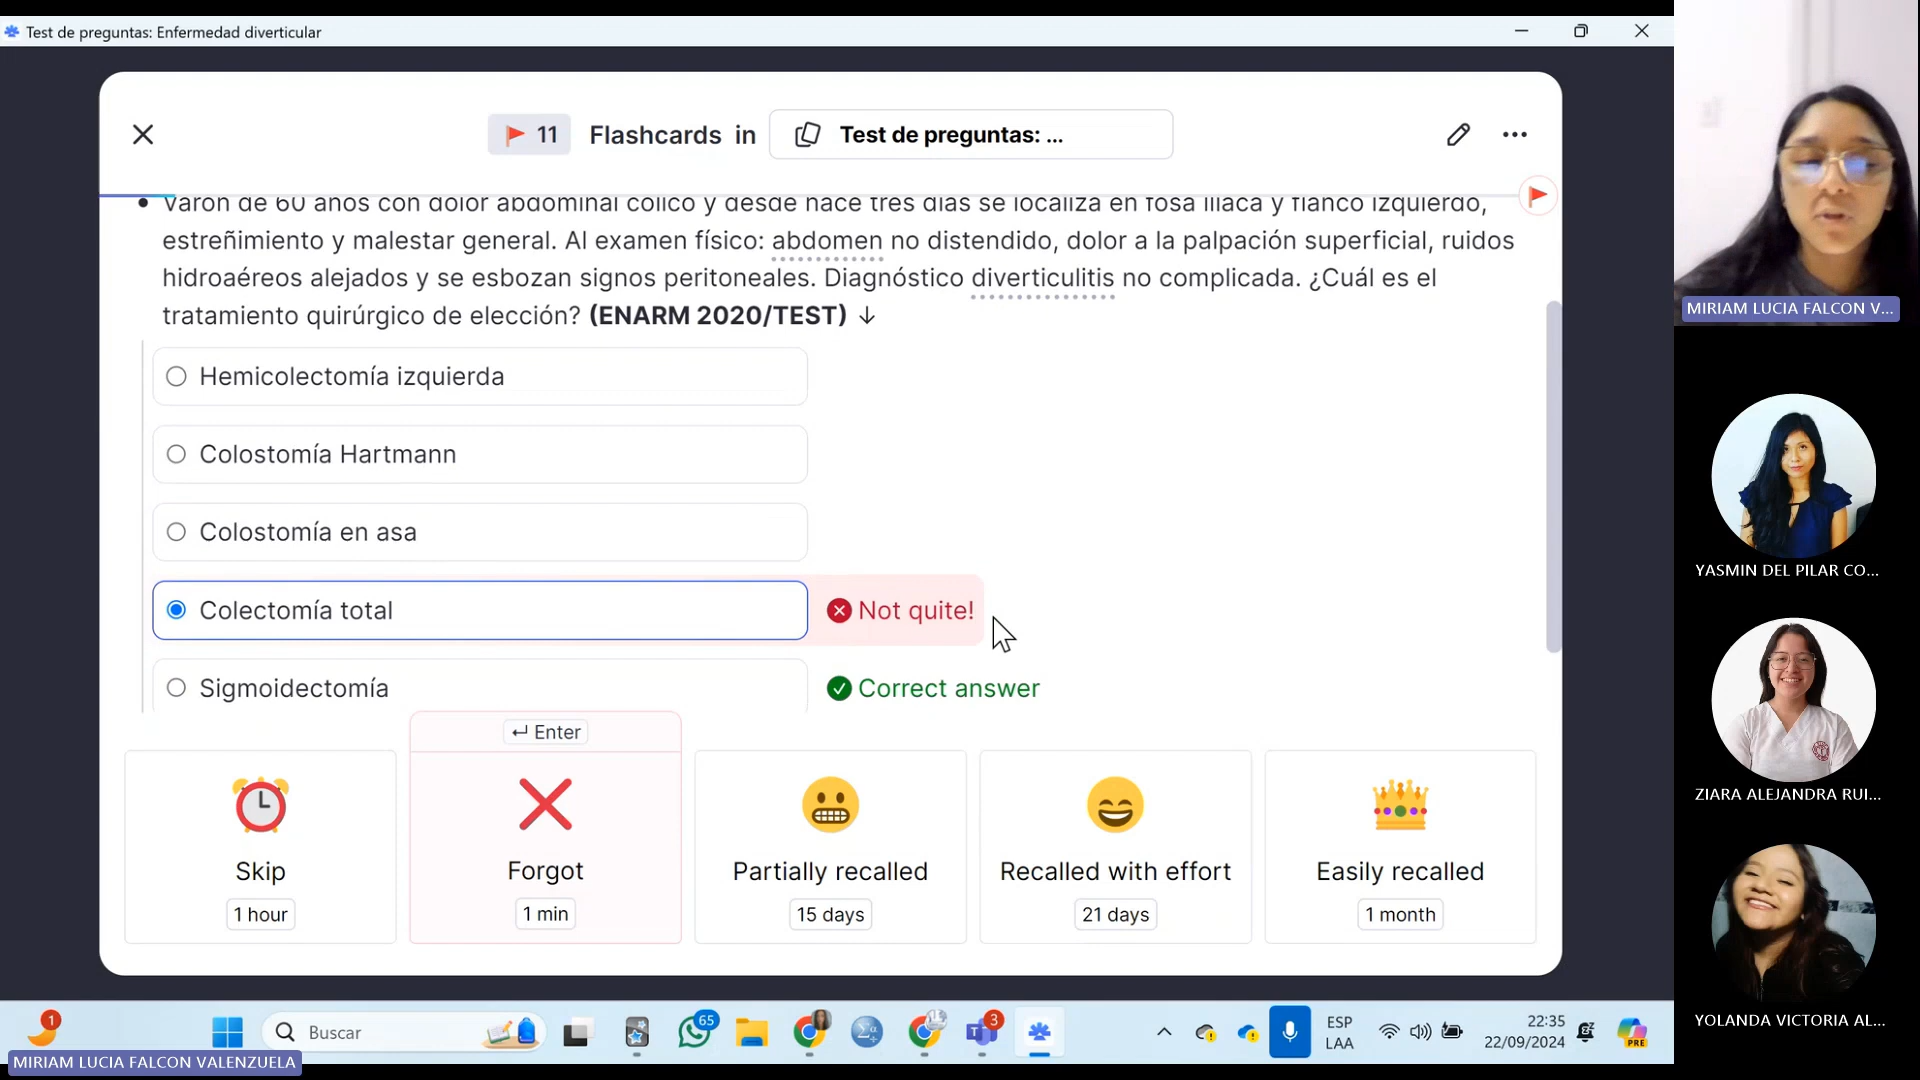 Test de preguntas: Enfermedad diverticular
11 Flashcards in Test de preguntas: ...
Varón de 60 años con dolor abdominal cólico y desde hace tres días se localiza en fosa iliaca y flanco izquierdo,
estreñimiento y malestar general. Al examen físico: abdomen no distendido, dolor a la palpación superficial, ruidos
hidroaéreos alejados y se esbozan signos peritoneales. Diagnóstico diverticulitis no complicada. ¿Cuál es el
tratamiento quirúrgico de elección? (ENARM 2020/TEST) ↓
Hemicolectomía izquierda
Colostomía Hartmann
Colostomía en asa
Colectomía total
Not quite!
Sigmoidectomía
Correct answer
↵ Enter
Skip
1 hour
Forgot
1 min
Partially recalled
15 days
Recalled with effort
21 days
Easily recalled
1 month
MIRIAM LUCIA FALCON V...
YASMIN DEL PILAR CO...
ZIARA ALEJANDRA RUI...
YOLANDA VICTORIA AL...
1
Buscar
65
3
ESP
LAA
22:35
22/09/2024
PRE
MIRIAM LUCIA FALCON VALENZUELA